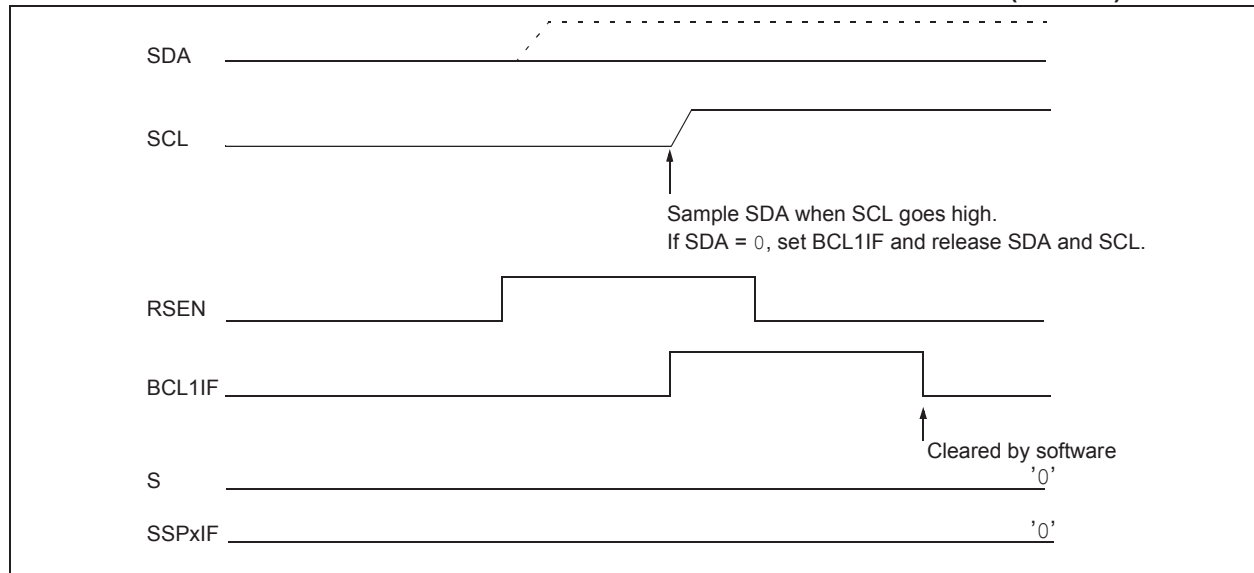 SDA
SCL
Sample SDA when SCL goes high.
If SDA = 0, set BCL1IF and release SDA and SCL.
RSEN
BCL1IF
Cleared by software
S
'0'
SSPxIF
'0'